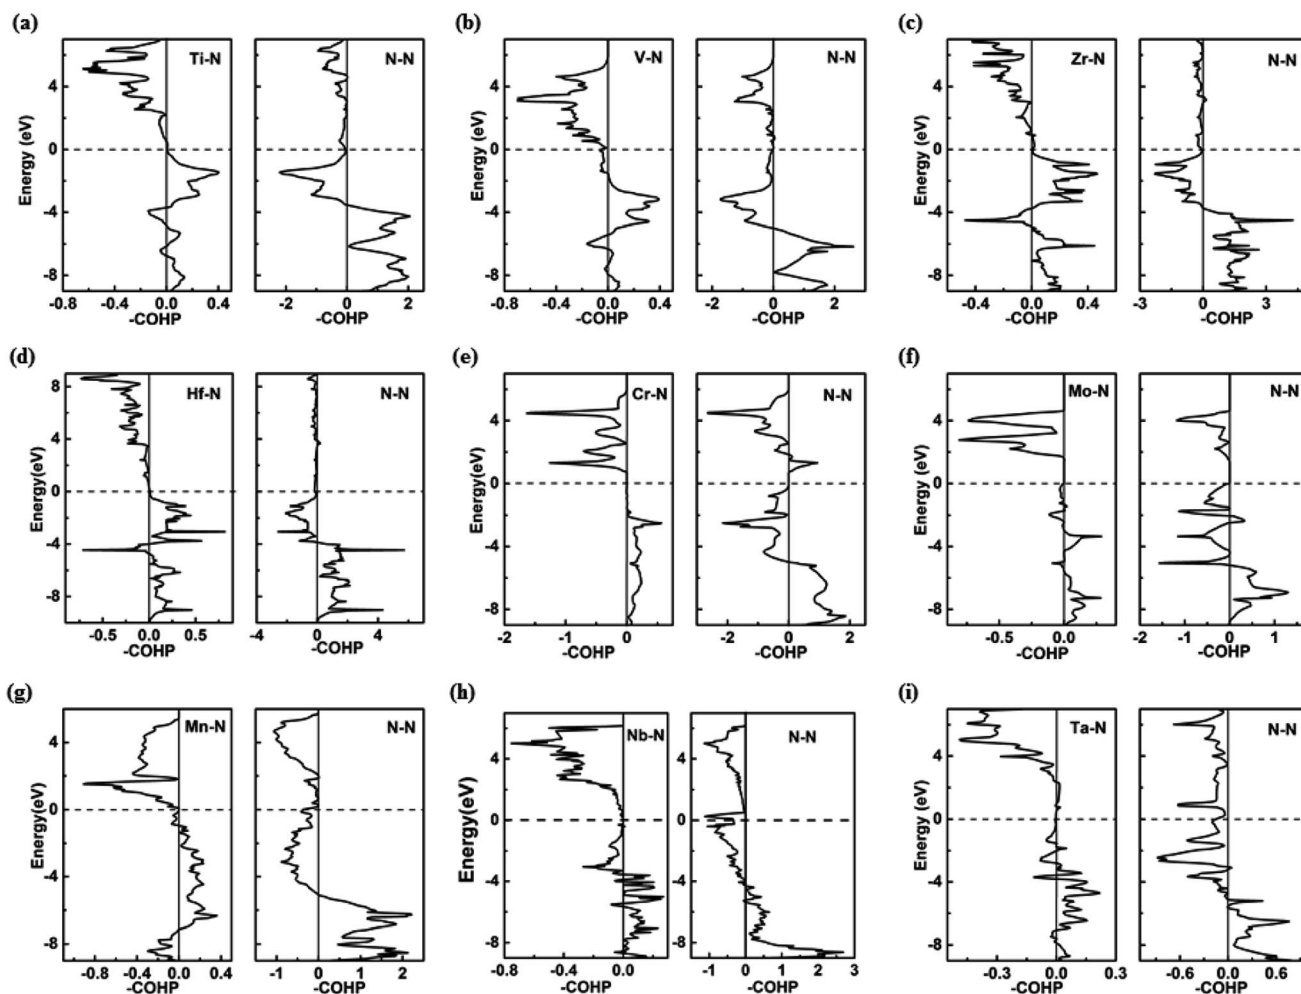 (a)
Ti-N
N-N
Energy (eV)
4
0
-4
-8
-0.8 -0.4 0.0 0.4
-COHP
-2 0 2
-COHP
(b)
V-N
N-N
Energy (eV)
4
0
-4
-8
-0.8 -0.4 0.0 0.4
-COHP
-2 -1 0 1 2 3
-COHP
(c)
Zr-N
N-N
Energy (eV)
4
0
-4
-8
-0.4 0.0 0.4
-COHP
-3 0 3
-COHP
(d)
Hf-N
N-N
Energy(eV)
8
4
0
-4
-8
-0.5 0.0 0.5
-COHP
-4 0 4
-COHP
(e)
Cr-N
N-N
Energy(eV)
4
0
-4
-8
-2 -1 0 1
-COHP
-2 0 2
-COHP
(f)
Mo-N
N-N
Energy(eV)
4
0
-4
-8
-0.5 0.0
-COHP
-2 -1 0 1
-COHP
(g)
Mn-N
N-N
Energy(eV)
4
0
-4
-8
-0.8 -0.4 0.0 0.4
-COHP
-1 0 1 2
-COHP
(h)
Nb-N
N-N
Energy(eV)
4
0
-4
-8
-0.8 -0.4 0.0
-COHP
-1 0 1 2 3
-COHP
(i)
Ta-N
N-N
Energy(eV)
4
0
-4
-8
-0.3 0.0 0.3
-COHP
-0.6 0.0 0.6
-COHP